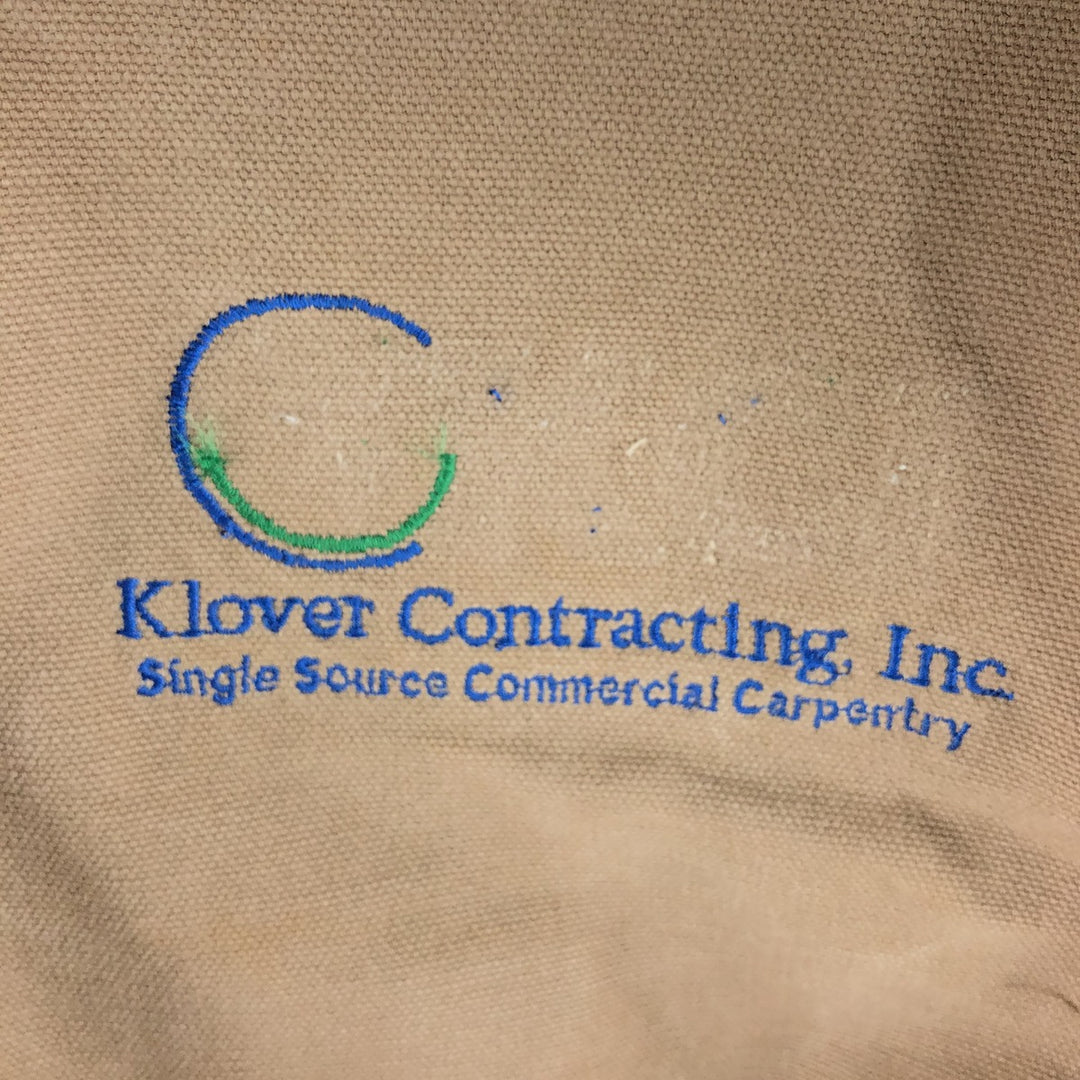 Klover Contracting, Inc.
Single Source Commercial Carpentry